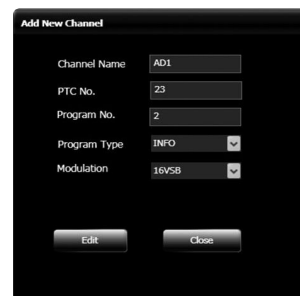 Add New Channel
Channel Name AD1
PTC No. 23
Program No. 2
Program Type INFO
Modulation 16VSB
Edit Close